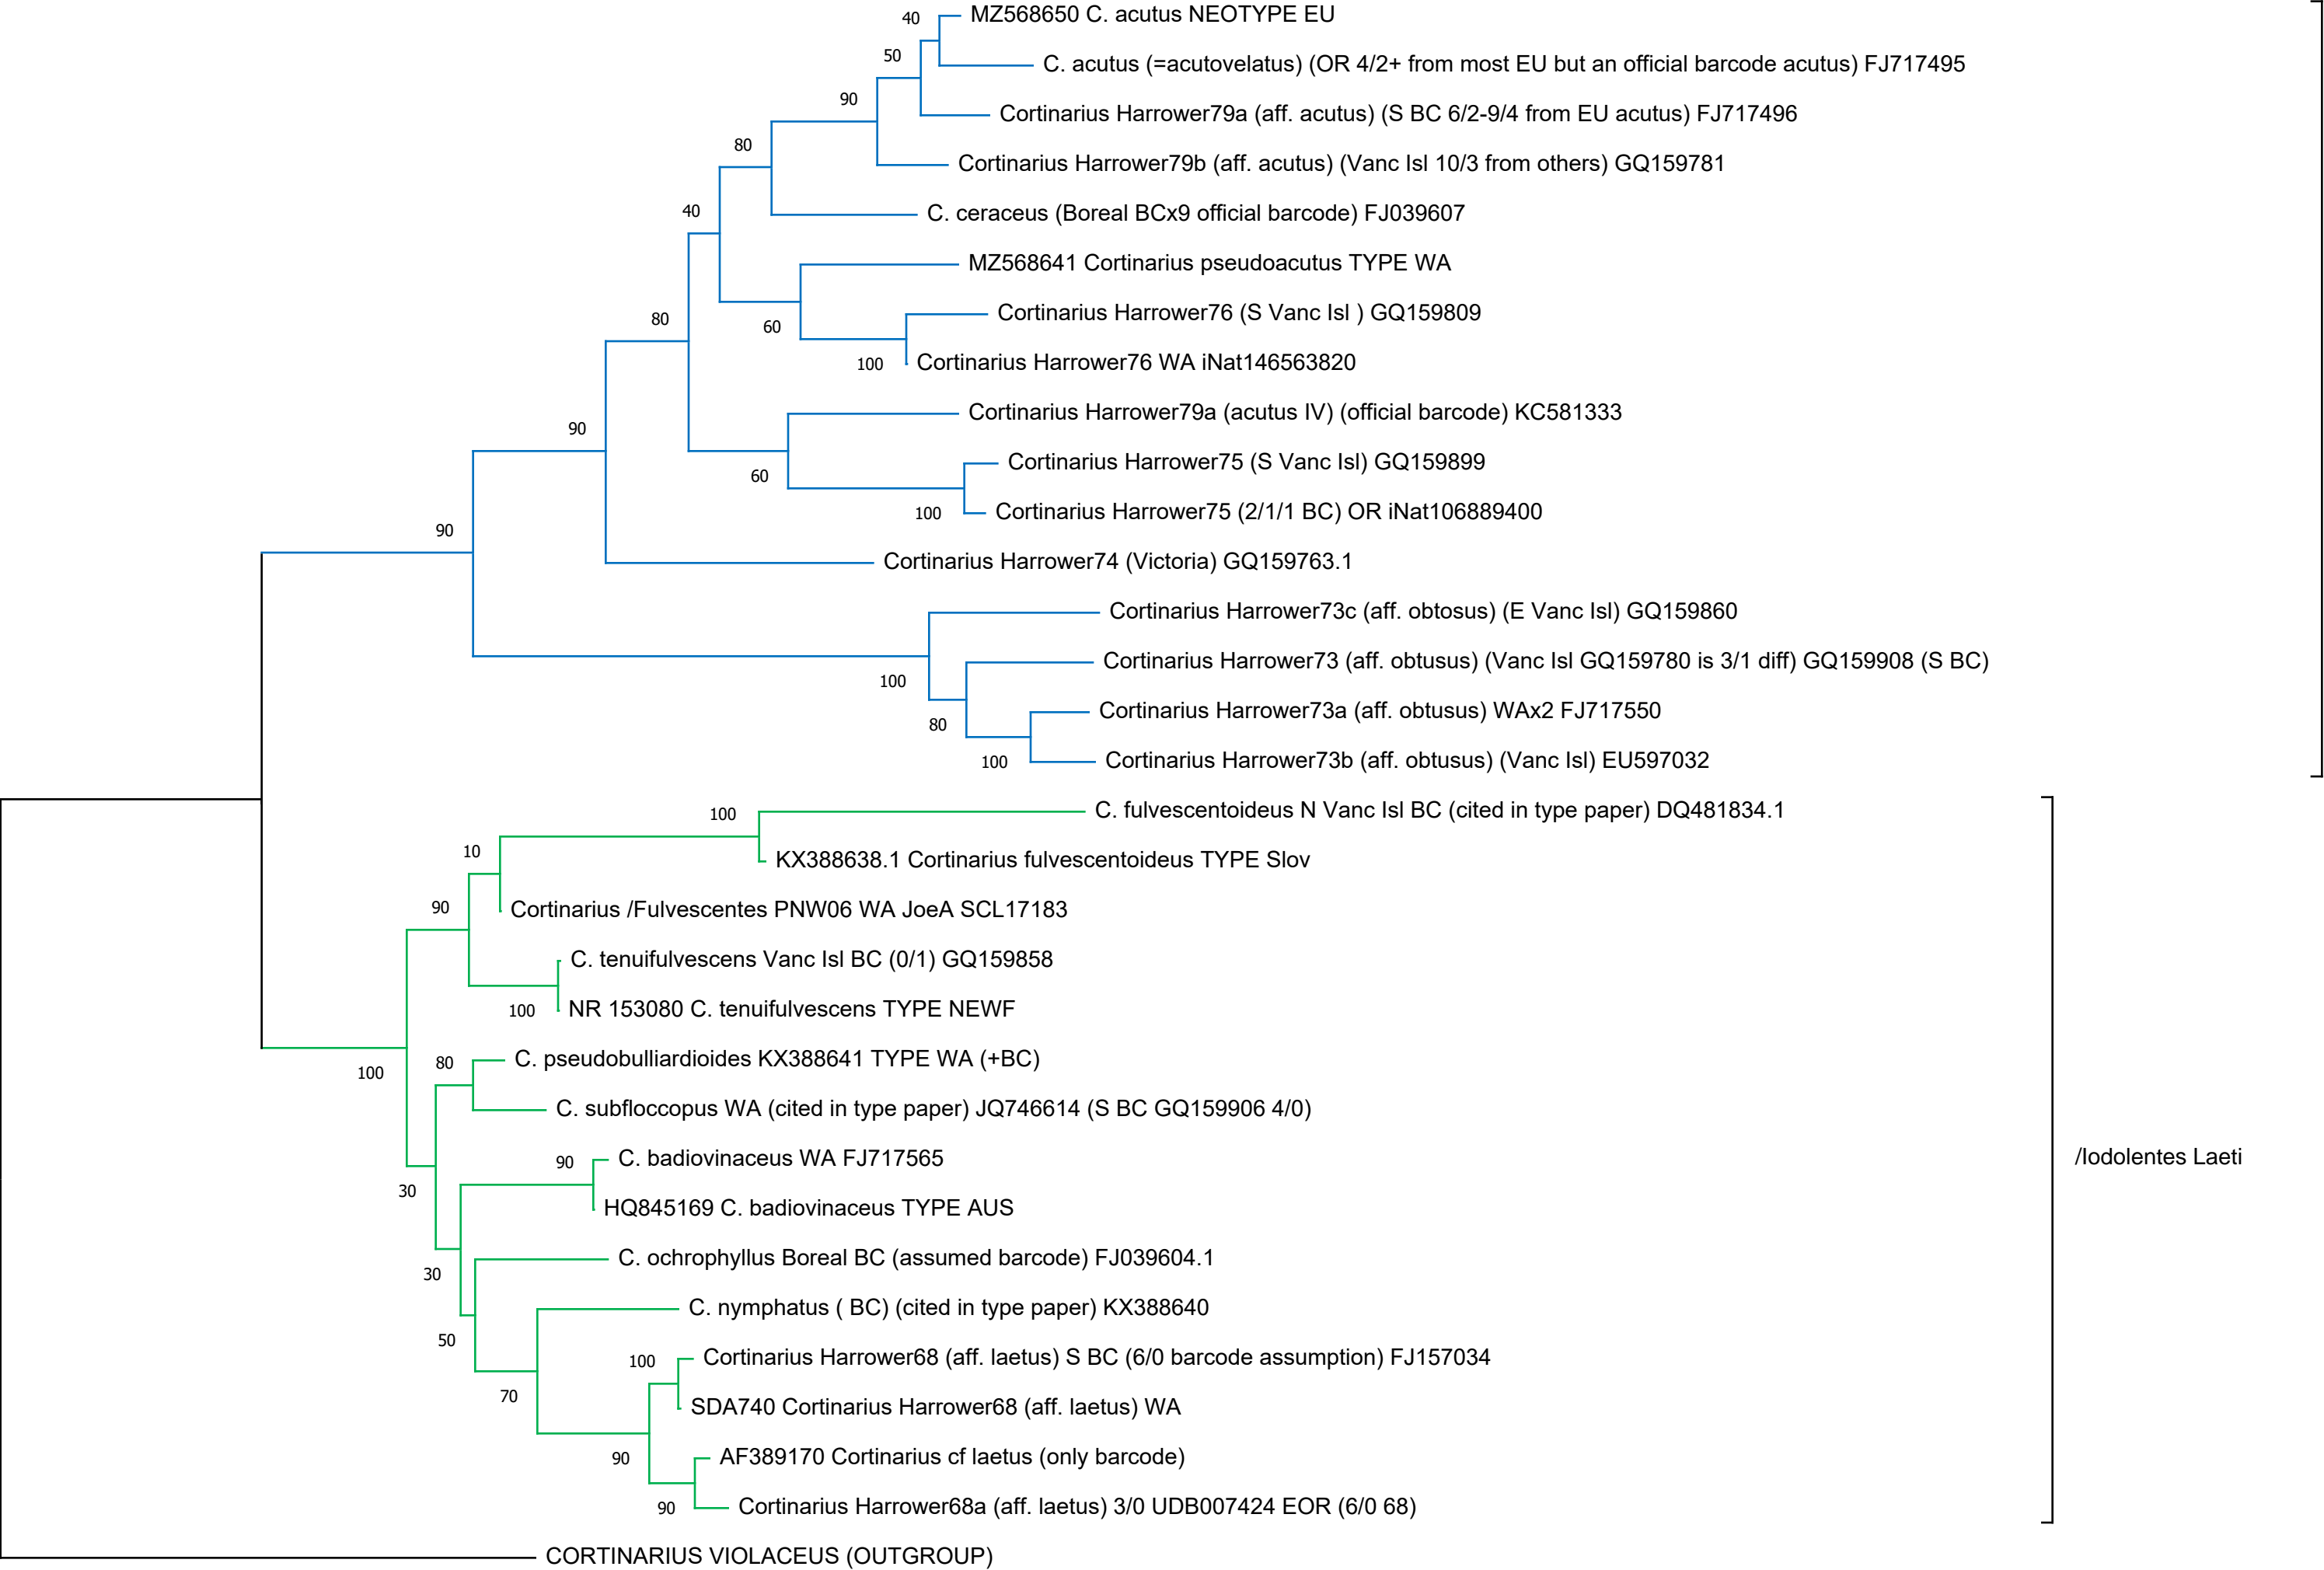 40
MZ568650 C. acutus NEOTYPE EU
50
C. acutus (=acutovelatus) (OR 4/2+ from most EU but an official barcode acutus) FJ717495
90
Cortinarius Harrower79a (aff. acutus) (S BC 6/2-9/4 from EU acutus) FJ717496
80
Cortinarius Harrower79b (aff. acutus) (Vanc Isl 10/3 from others) GQ159781
40
C. ceraceus (Boreal BCx9 official barcode) FJ039607
MZ568641 Cortinarius pseudoacutus TYPE WA
80
60
Cortinarius Harrower76 (S Vanc Isl ) GQ159809
100
Cortinarius Harrower76 WA iNat146563820
90
Cortinarius Harrower79a (acutus IV) (official barcode) KC581333
60
Cortinarius Harrower75 (S Vanc Isl) GQ159899
100
Cortinarius Harrower75 (2/1/1 BC) OR iNat106889400
90
Cortinarius Harrower74 (Victoria) GQ159763.1
Cortinarius Harrower73c (aff. obtosus) (E Vanc Isl) GQ159860
100
Cortinarius Harrower73 (aff. obtusus) (Vanc Isl GQ159780 is 3/1 diff) GQ159908 (S BC)
80
Cortinarius Harrower73a (aff. obtusus) WAx2 FJ717550
100
Cortinarius Harrower73b (aff. obtusus) (Vanc Isl) EU597032
100
C. fulvescentoideus N Vanc Isl BC (cited in type paper) DQ481834.1
10
KX388638.1 Cortinarius fulvescentoideus TYPE Slov
90
Cortinarius /Fulvescentes PNW06 WA JoeA SCL17183
C. tenuifulvescens Vanc Isl BC (0/1) GQ159858
100
NR 153080 C. tenuifulvescens TYPE NEWF
100
80
C. pseudobulliardioides KX388641 TYPE WA (+BC)
C. subfloccopus WA (cited in type paper) JQ746614 (S BC GQ159906 4/0)
30
90
C. badiovinaceus WA FJ717565
/Iodolentes Laeti
HQ845169 C. badiovinaceus TYPE AUS
30
C. ochrophyllus Boreal BC (assumed barcode) FJ039604.1
50
C. nymphatus ( BC) (cited in type paper) KX388640
100
Cortinarius Harrower68 (aff. laetus) S BC (6/0 barcode assumption) FJ157034
70
SDA740 Cortinarius Harrower68 (aff. laetus) WA
90
AF389170 Cortinarius cf laetus (only barcode)
90
Cortinarius Harrower68a (aff. laetus) 3/0 UDB007424 EOR (6/0 68)
CORTINARIUS VIOLACEUS (OUTGROUP)